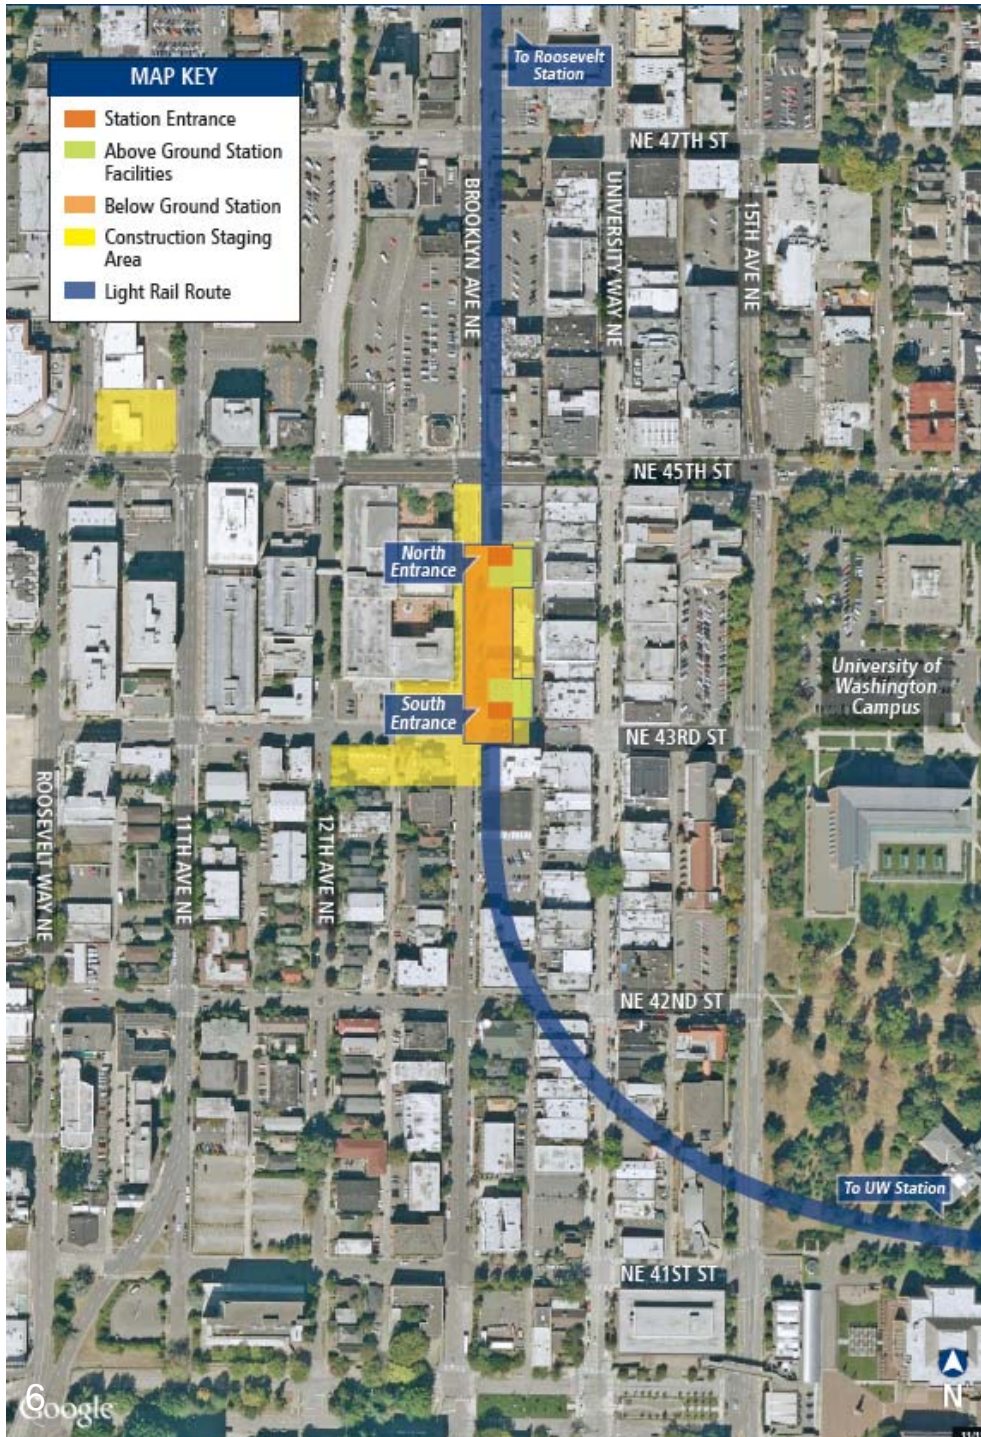 To Roosevelt
Station
MAP KEY
Station Entrance
Above Ground Station
Facilities
Below Ground Station
Construction Staging
Area
Light Rail Route
NE 47TH ST
BROOKLYN AVE NE
UNIVERSITY WAY NE
15TH AVE NE
NE 45TH ST
North
Entrance
South
Entrance
University of
Washington
Campus
NE 43RD ST
ROOSEVELT WAY NE
11TH AVE NE
12TH AVE NE
NE 42ND ST
To UW Station
NE 41ST ST
6
Google
N